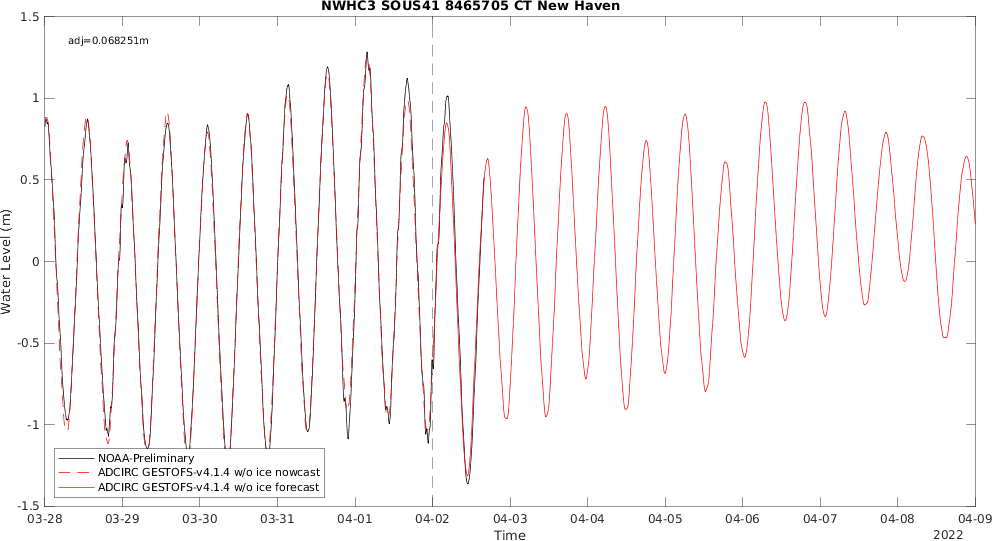 NWHC3 SOUS41 8465705 CT New Haven
adj=0.068251m
1.5
1
0.5
0
-0.5
-1
-1.5
Water Level (m)
NOAA-Preliminary
ADCIRC GESTOFS-v4.1.4 w/o ice nowcast
ADCIRC GESTOFS-v4.1.4 w/o ice forecast
03-28 03-29 03-30 03-31 04-01 04-02 04-03 04-04 04-05 04-06 04-07 04-08 04-09
Time
2022